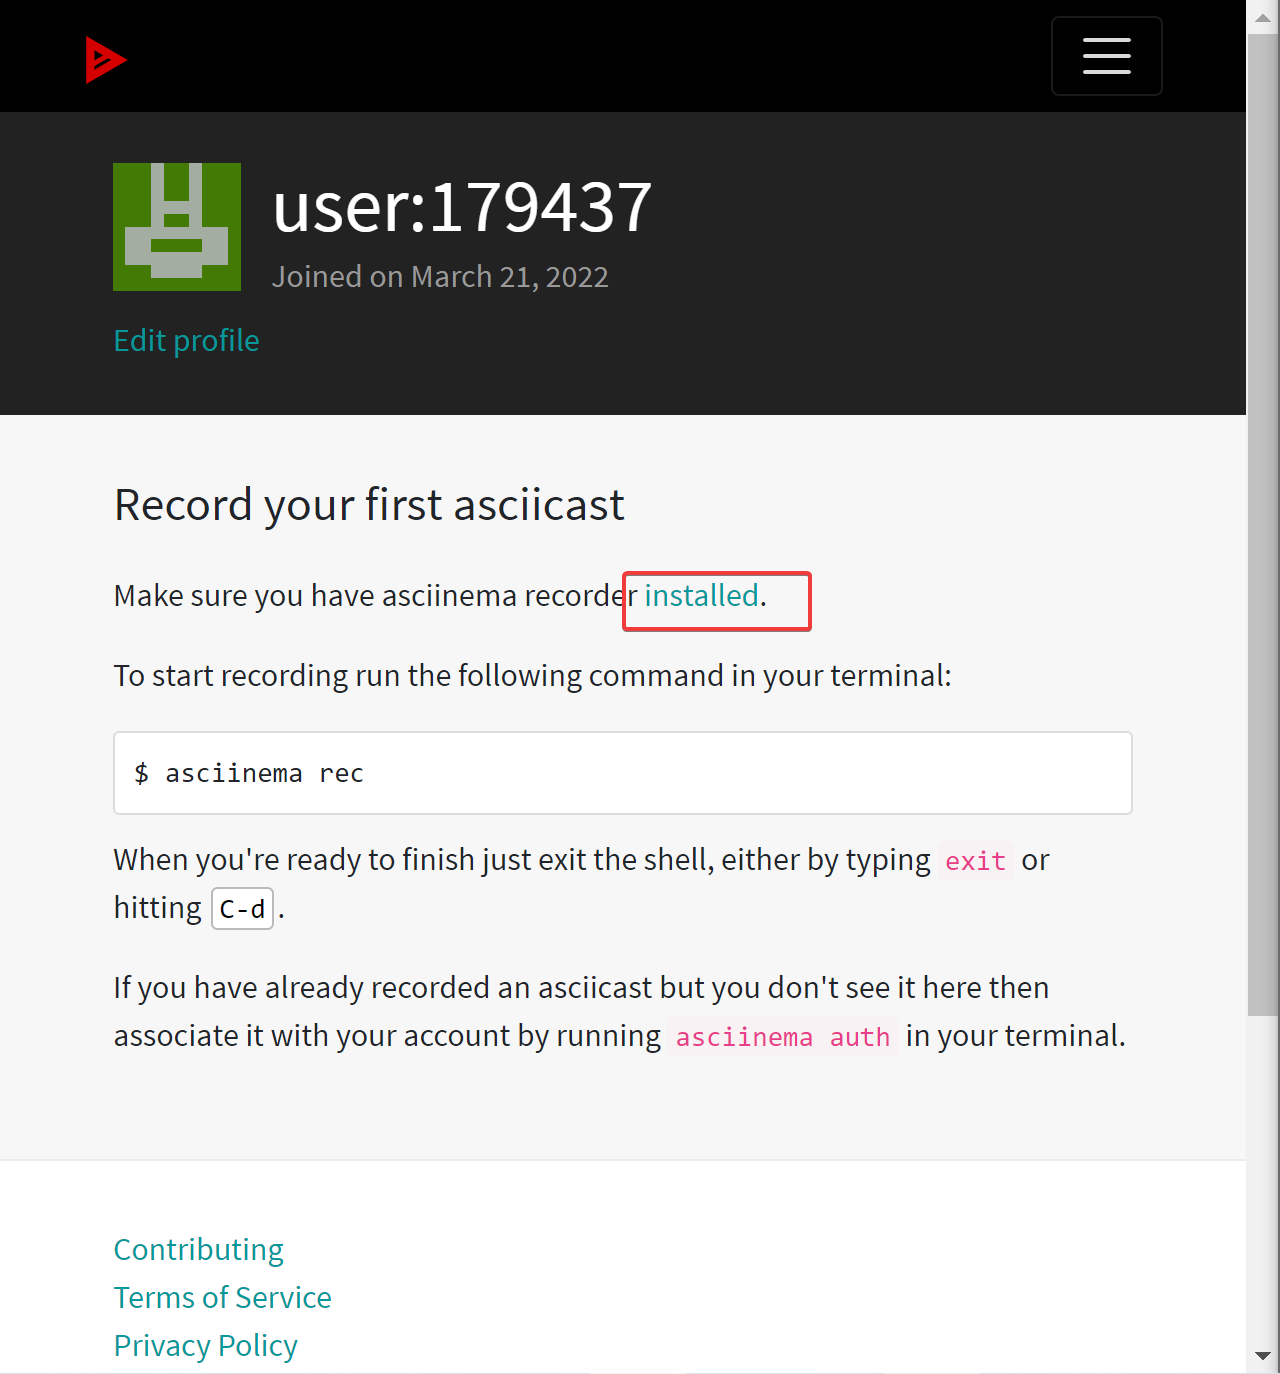 user:179437
Joined on March 21, 2022
Edit profile
Record your first asciicast
Make sure you have asciinema recorder installed.
To start recording run the following command in your terminal:
$ asciinema rec
When you're ready to finish just exit the shell, either by typing exit or
hitting C-d.
If you have already recorded an asciicast but you don't see it here then
associate it with your account by running asciinema auth in your terminal.
Contributing
Terms of Service
Privacy Policy